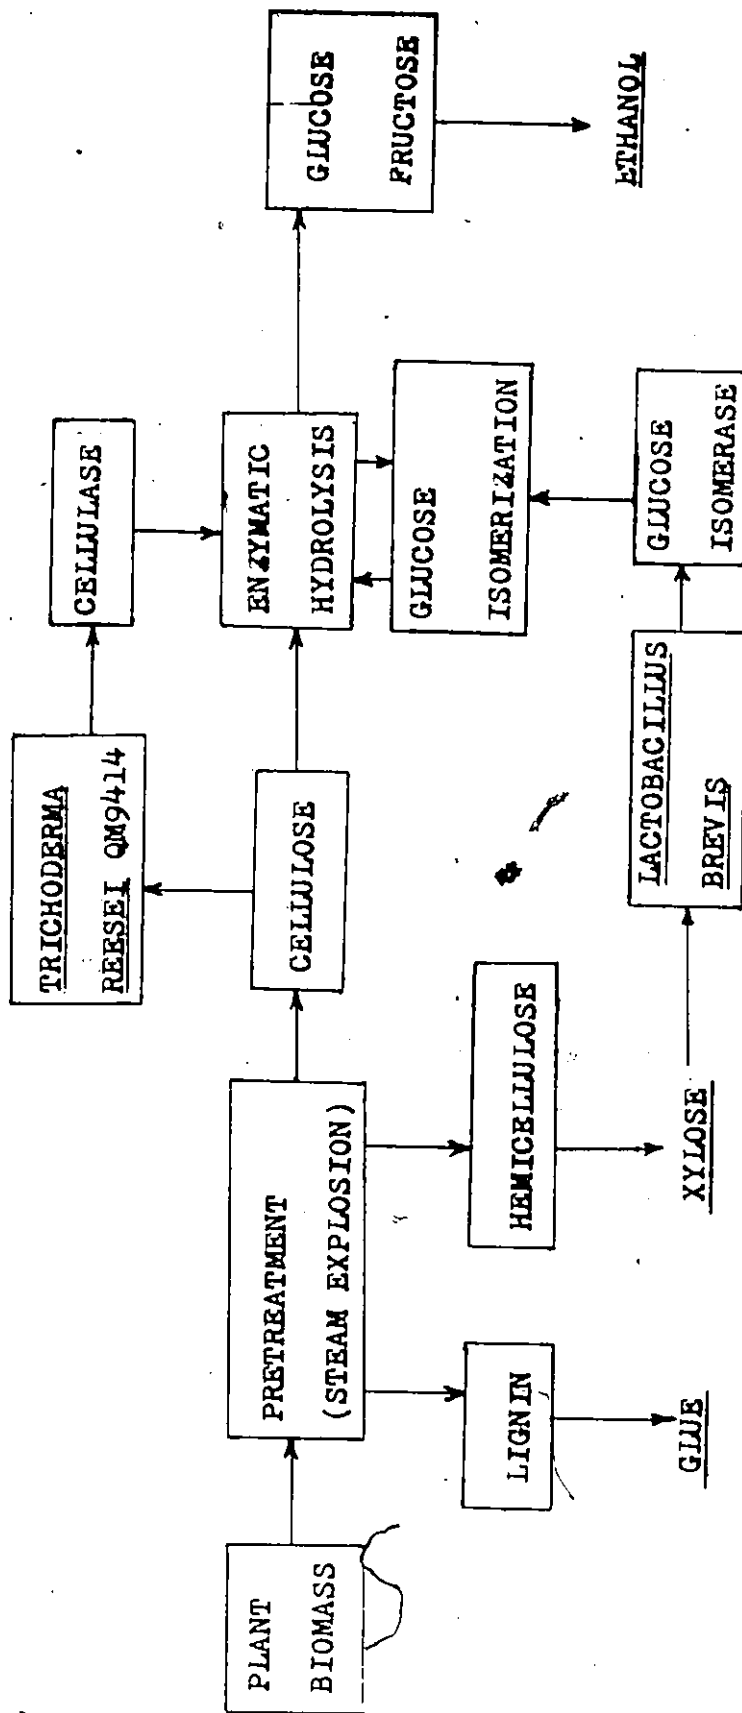 PLANT
BIOMASS
PRETREATMENT
(STEAM EXPLOSION)
LIGNIN
GLUE
HEMICELLULOSE
XYLOSE
CELLULOSE
TRICHODERMA
REESEI QM9414
CELLULASE
ENZYMATIC
HYDROLYSIS
GLUCOSE
ISOMERIZATION
LACTOBACILLUS
BREVIS
GLUCOSE
ISOMERASE
GLUCOSE
FRUCTOSE
ETHANOL